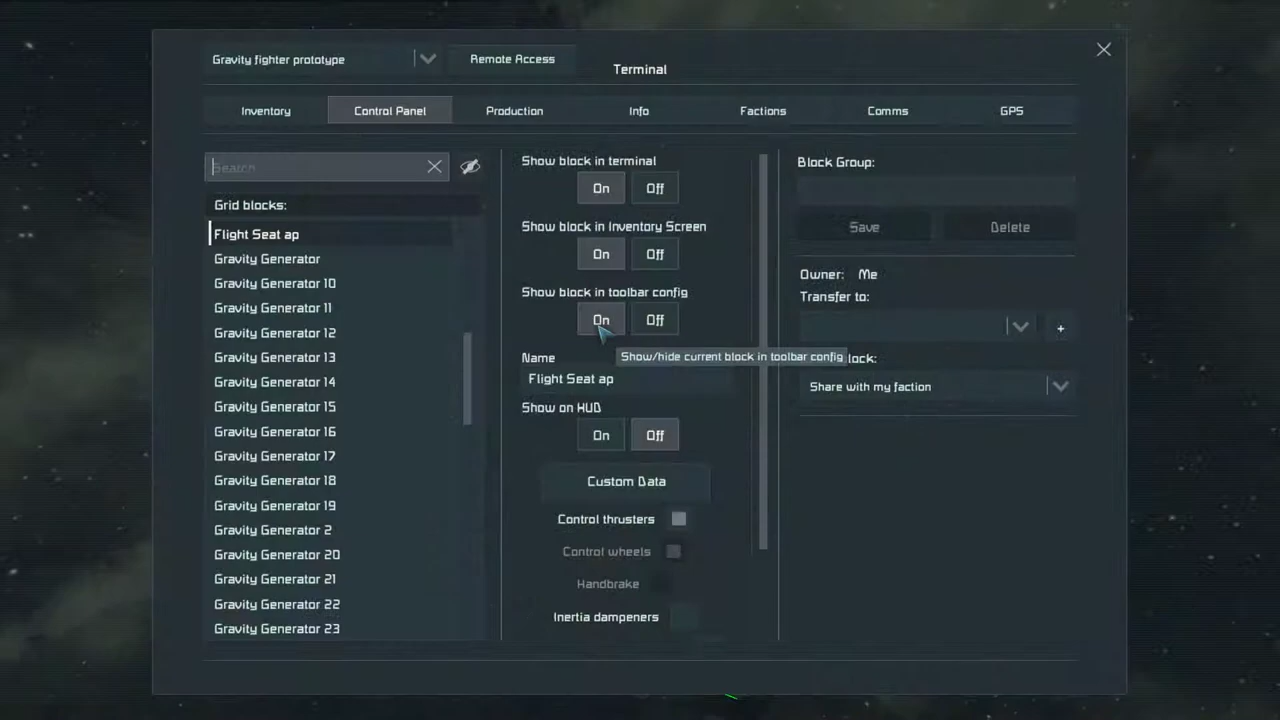 Gravity fighter prototype
Remote Access
Terminal
Inventory
Control Panel
Production
Info
Factions
Comms
GPS
Search
Grid blocks:
Flight Seat ap
Gravity Generator
Gravity Generator 10
Gravity Generator 11
Gravity Generator 12
Gravity Generator 13
Gravity Generator 14
Gravity Generator 15
Gravity Generator 16
Gravity Generator 17
Gravity Generator 18
Gravity Generator 19
Gravity Generator 2
Gravity Generator 20
Gravity Generator 21
Gravity Generator 22
Gravity Generator 23
Show block in terminal
On Off
Show block in Inventory Screen
On Off
Show block in toolbar config
On Off
Show/hide current block in toolbar config
Name
Flight Seat ap
Show on HUD
On Off
Custom Data
Control thrusters
Control wheels
Handbrake
Inertia dampeners
Block Group:
Save Delete
Owner: Me
Transfer to:
+
Share with my faction